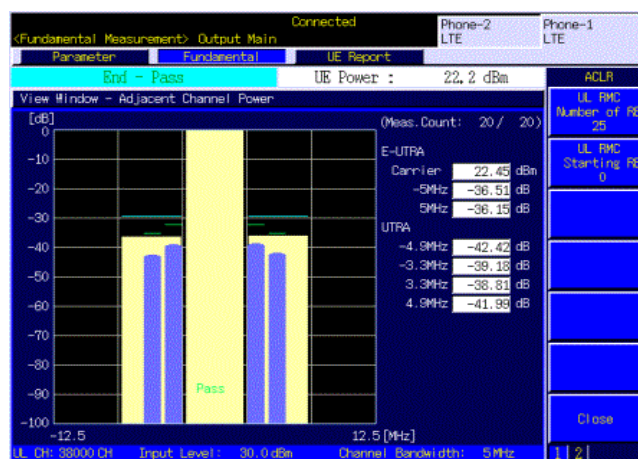 Connected
<Fundamental Measurement> Output Main
Phone-2
LTE
Phone-1
LTE
Parameter
Fundamental
UE Report
End - Pass
UE Power : 22.2 dBm
ACLR
View Window - Adjacent Channel Power
UL RMC
Number of RB
25
UL RMC
Starting RB
0
Close
1 2
[dB]
0
-10
-20
-30
-40
-50
-60
-70
-80
-90
-100
Pass
-12.5
12.5 [MHz]
(Meas.Count: 20/ 20)
E-UTRA
Carrier 22.45 dBm
-5MHz -36.51 dB
5MHz -36.15 dB
UTRA
-4.9MHz -42.42 dB
-3.3MHz -39.18 dB
3.3MHz -38.81 dB
4.9MHz -41.99 dB
UL CH: 38000 CH Input Level: 30.0 dBm Channel Bandwidth: 5 MHz